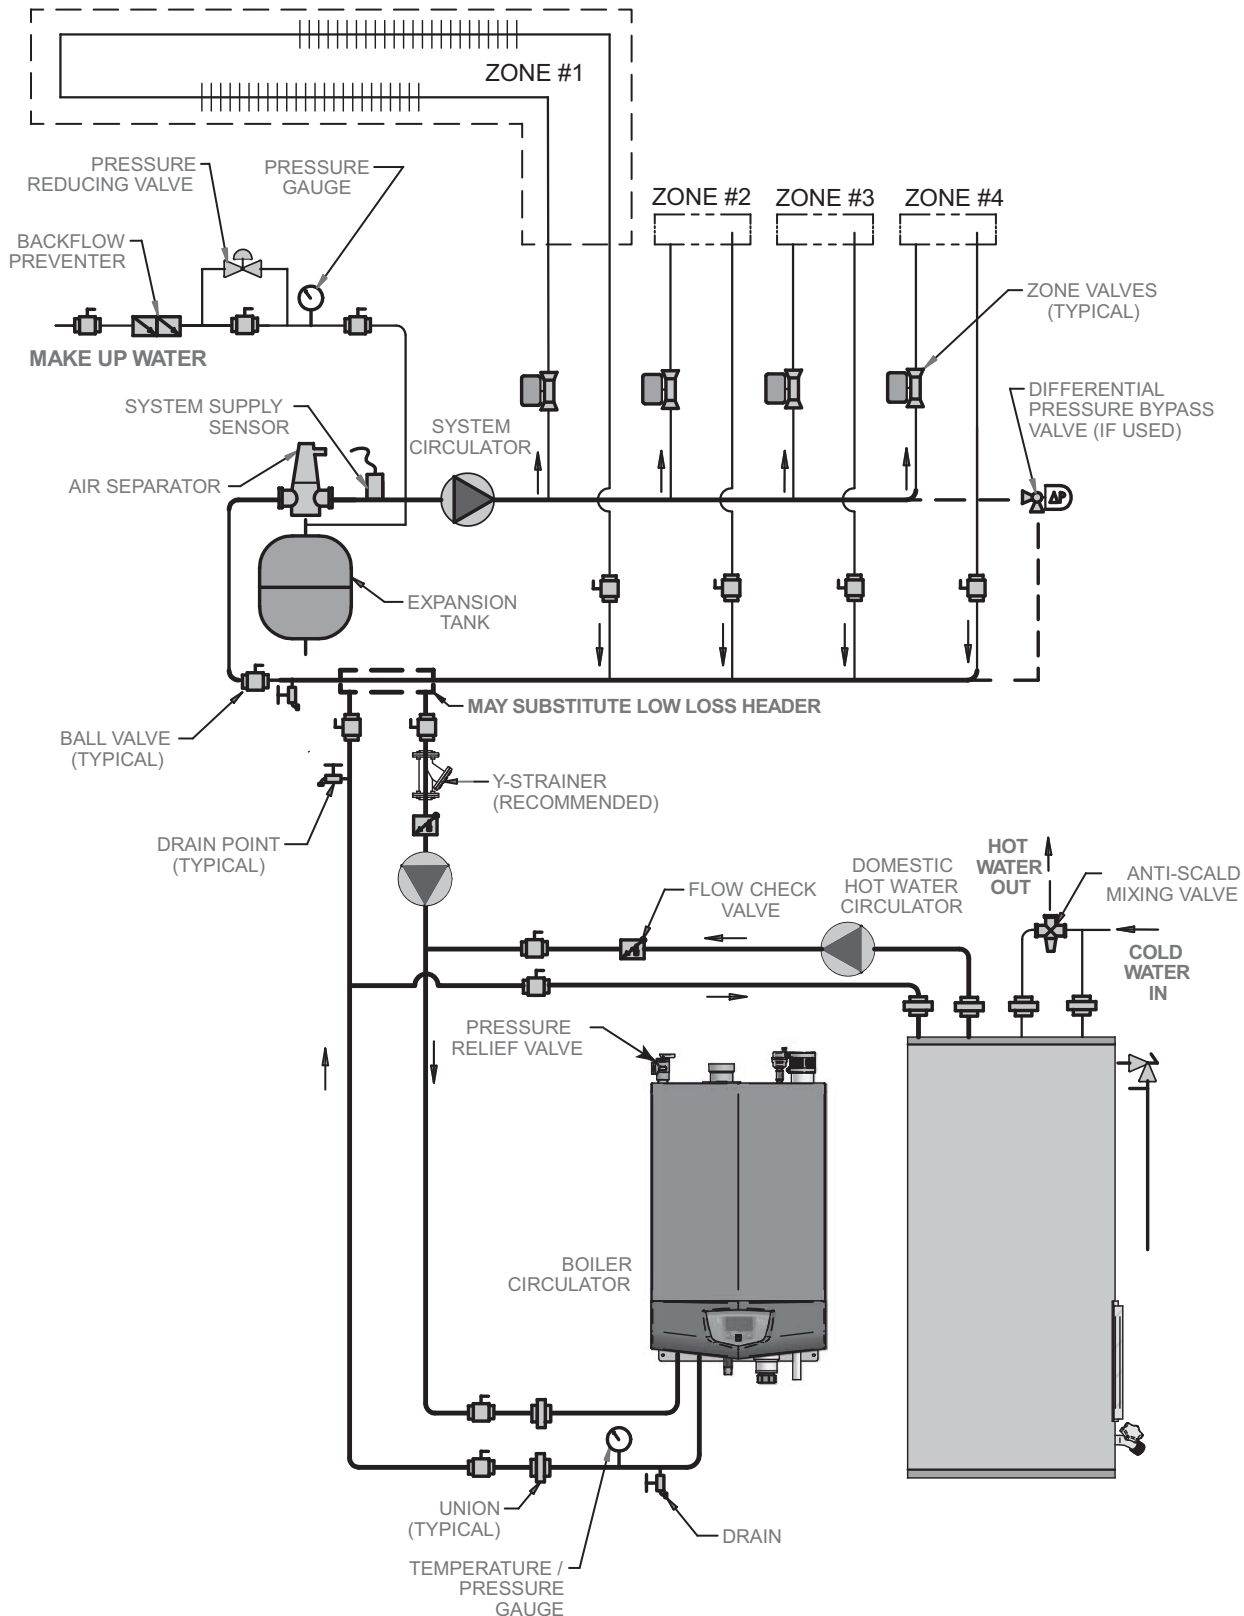 ZONE #1
PRESSURE
REDUCING VALVE
PRESSURE
GAUGE
ZONE #2
ZONE #3
ZONE #4
BACKFLOW
PREVENTER
ZONE VALVES
(TYPICAL)
MAKE UP WATER
SYSTEM SUPPLY
SENSOR
SYSTEM
CIRCULATOR
DIFFERENTIAL
PRESSURE BYPASS
VALVE (IF USED)
AIR SEPARATOR
ΔP
EXPANSION
TANK
MAY SUBSTITUTE LOW LOSS HEADER
BALL VALVE
(TYPICAL)
Y-STRAINER
(RECOMMENDED)
DRAIN POINT
(TYPICAL)
FLOW CHECK
VALVE
DOMESTIC
HOT WATER
CIRCULATOR
HOT
WATER
OUT
ANTI-SCALD
MIXING VALVE
COLD
WATER
IN
PRESSURE
RELIEF VALVE
BOILER
CIRCULATOR
UNION
(TYPICAL)
DRAIN
TEMPERATURE /
PRESSURE
GAUGE